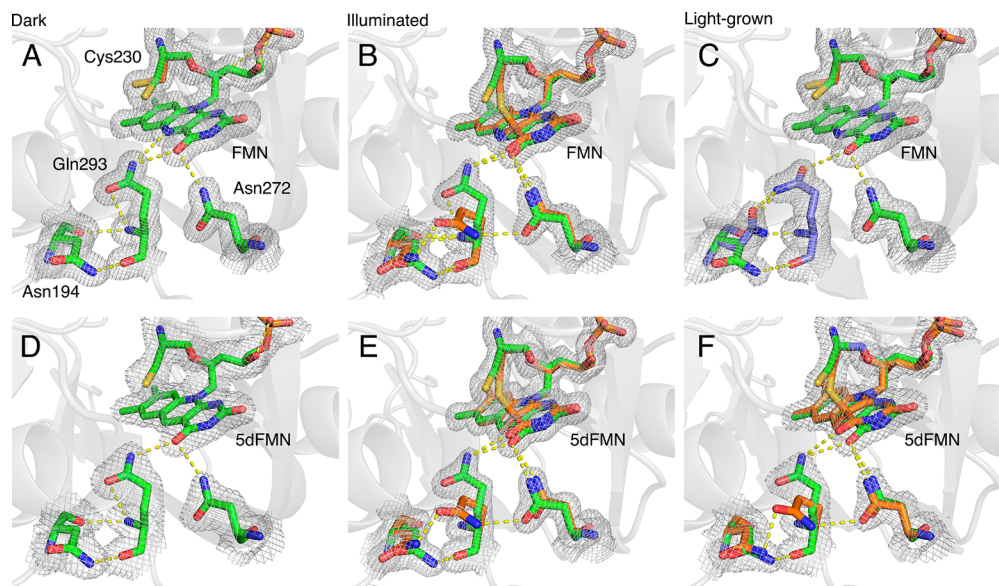 Dark
Illuminated
Light-grown
A
B
C
Cys230
FMN
FMN
FMN
Gln293
Asn272
Asn194
D
E
F
5dFMN
5dFMN
5dFMN